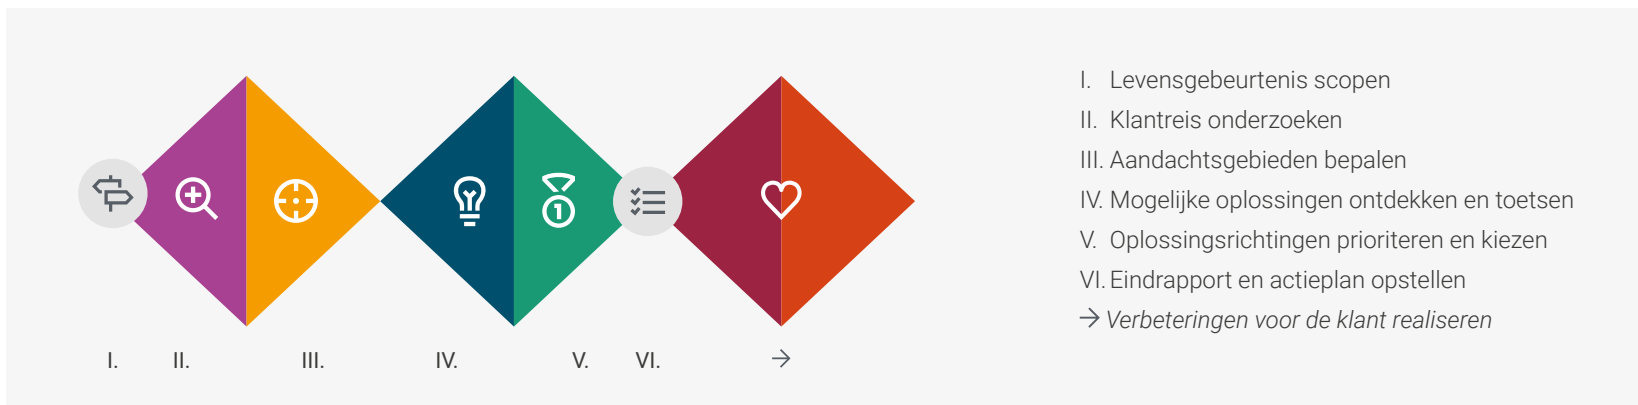 I. Levensgebeurtenis scopen
II. Klantreis onderzoeken
III. Aandachtsgebieden bepalen
IV. Mogelijke oplossingen ontdekken en toetsen
V. Oplossingsrichtingen prioriteren en kiezen
VI. Eindrapport en actieplan opstellen
→ Verbeteringen voor de klant realiseren
1
I. II. III. IV. V. VI. →